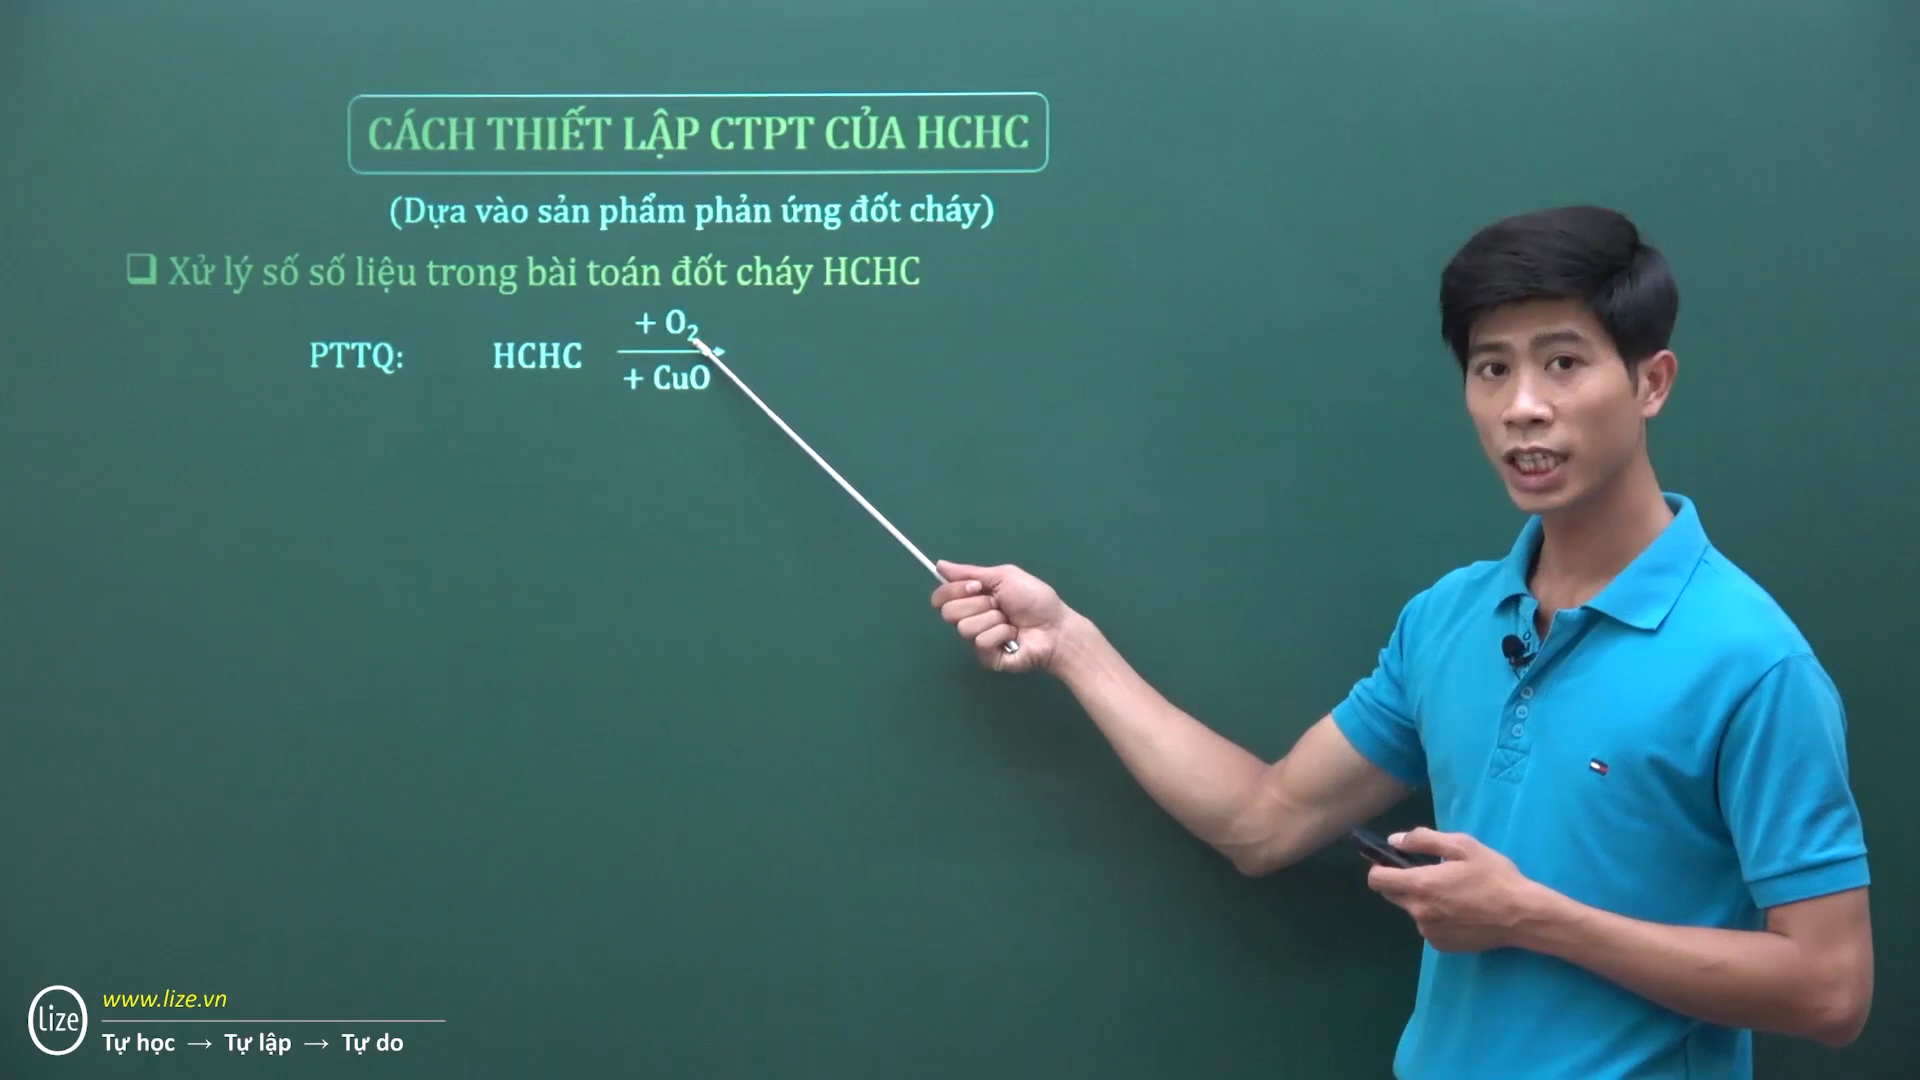 CÁCH THIẾT LẬP CTPT CỦA HCHC
(Dựa vào sản phẩm phản ứng đốt cháy)
❑ Xử lý số số liệu trong bài toán đốt cháy HCHC
+ O₂
PTTQ: HCHC
+ CuO
lize
www.lize.vn
Tự học → Tự lập → Tự do